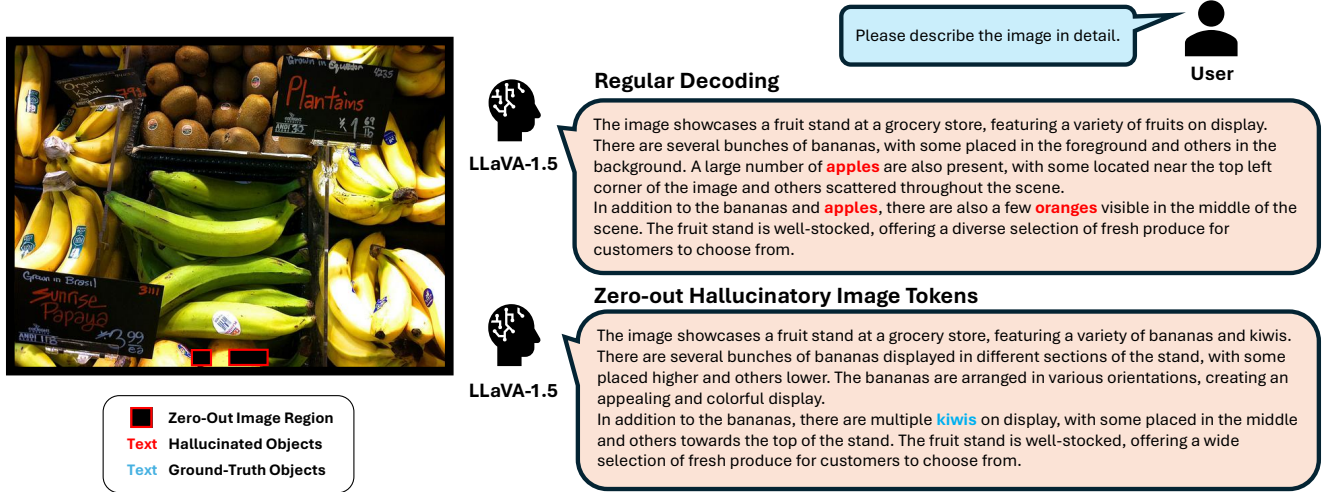 Please describe the image in detail.
User
Regular Decoding
LLaVA-1.5
The image showcases a fruit stand at a grocery store, featuring a variety of fruits on display.
There are several bunches of bananas, with some placed in the foreground and others in the
background. A large number of apples are also present, with some located near the top left
corner of the image and others scattered throughout the scene.
In addition to the bananas and apples, there are also a few oranges visible in the middle of the
scene. The fruit stand is well-stocked, offering a diverse selection of fresh produce for
customers to choose from.
Zero-out Hallucinatory Image Tokens
LLaVA-1.5
The image showcases a fruit stand at a grocery store, featuring a variety of bananas and kiwis.
There are several bunches of bananas displayed in different sections of the stand, with some
placed higher and others lower. The bananas are arranged in various orientations, creating an
appealing and colorful display.
In addition to the bananas, there are multiple kiwis on display, with some placed in the middle
and others towards the top of the stand. The fruit stand is well-stocked, offering a wide
selection of fresh produce for customers to choose from.
Organic
Kiwi
Grown in Ecuador
4235
Plantains
69
Grown in Brasil
3111
Sunrise
Papaya
3.99
ea
Zero-Out Image Region
Text Hallucinated Objects
Text Ground-Truth Objects